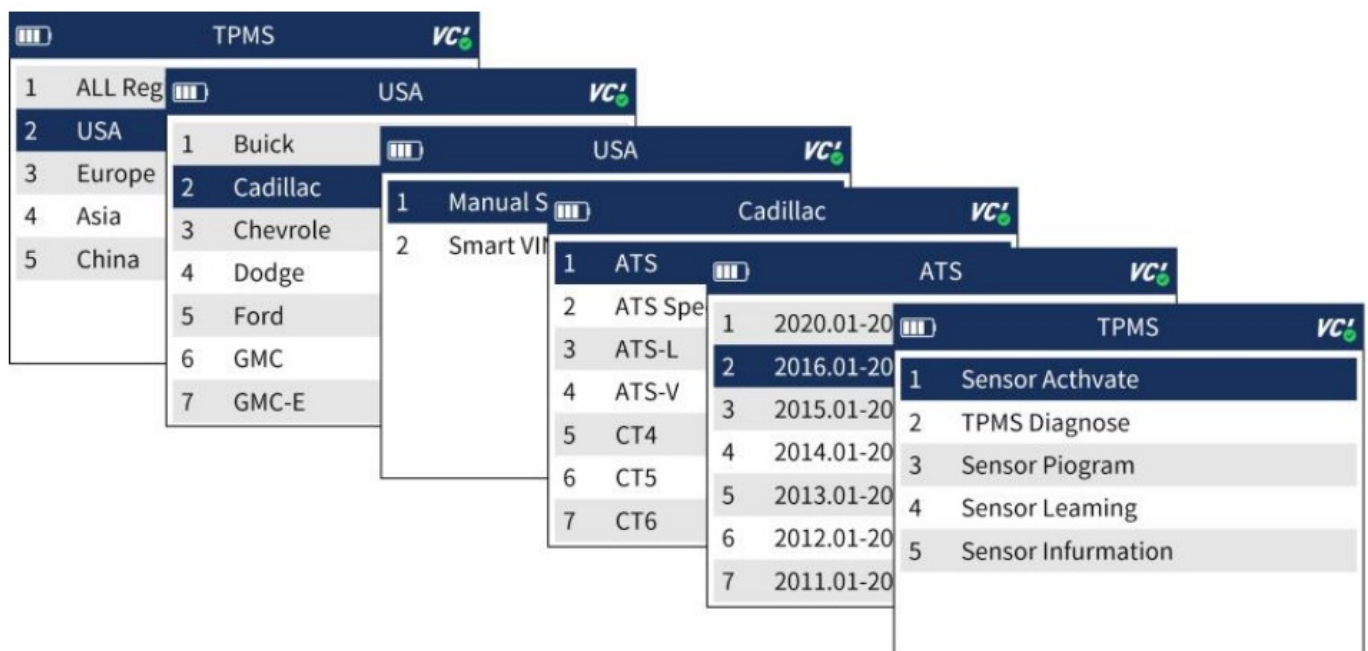 TPMS VC
1 ALL Reg
2 USA
3 Europe
4 Asia
5 China
USA VC
1 Buick
2 Cadillac
3 Chevrole
4 Dodge
5 Ford
6 GMC
7 GMC-E
USA VC
1 Manual S
2 Smart VIN
Cadillac VC
1 ATS
2 ATS Spe
3 ATS-L
4 ATS-V
5 CT4
6 CT5
7 CT6
ATS VC
1 2020.01-20
2 2016.01-20
3 2015.01-20
4 2014.01-20
5 2013.01-20
6 2012.01-20
7 2011.01-20
TPMS VC
1 Sensor Acthvate
2 TPMS Diagnose
3 Sensor Piogram
4 Sensor Leaming
5 Sensor Infurmation